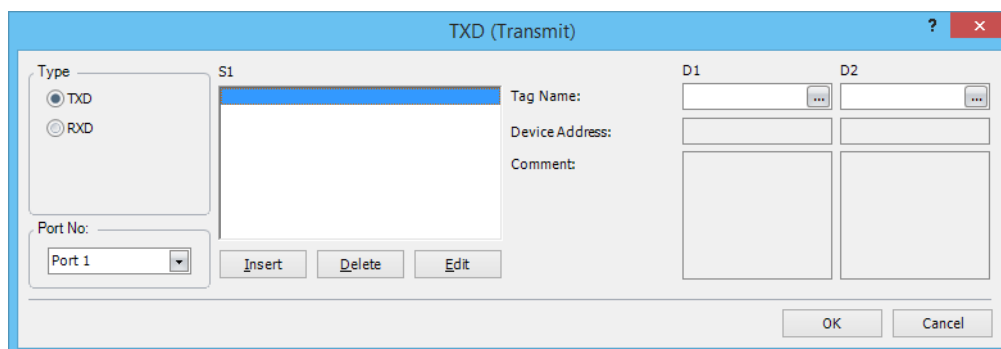 TXD (Transmit)
?
Type
TXD
RXD
Port No:
Port 1
S1
Insert
Delete
Edit
D1
D2
Tag Name:
...
...
Device Address:
Comment:
OK
Cancel